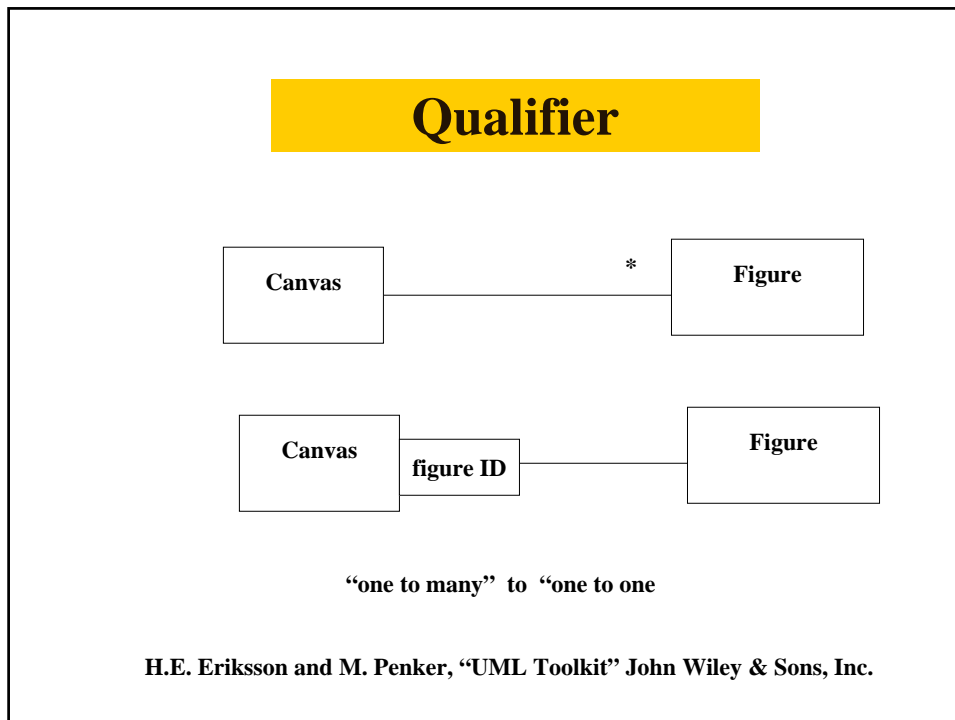 Qualifier
Canvas
*
Figure
Canvas
figure ID
Figure
“one to many”  to  “one to one
H.E. Eriksson and M. Penker, “UML Toolkit” John Wiley & Sons, Inc.